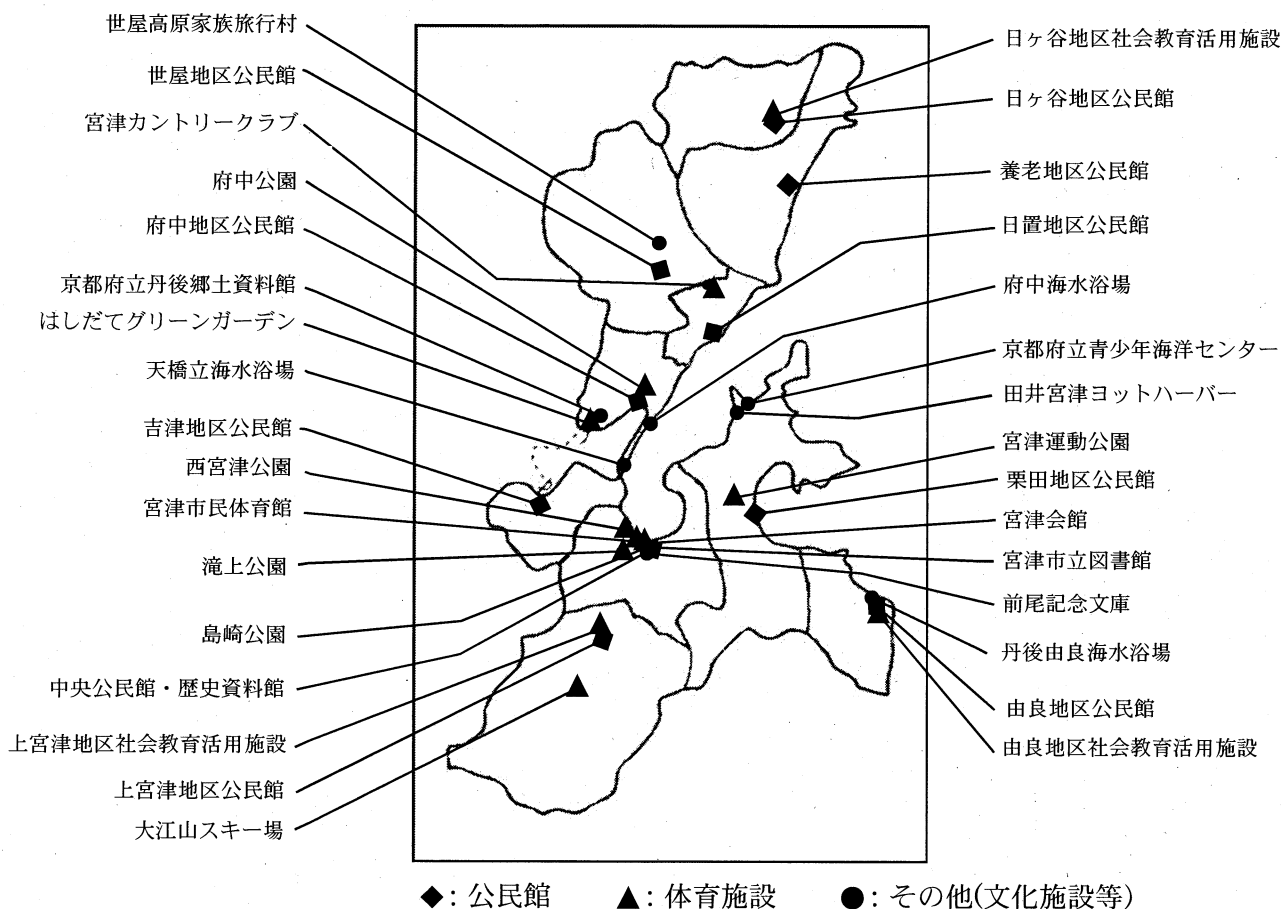 世屋高原家族旅行村
世屋地区公民館
宮津カントリークラブ
府中公園
府中地区公民館
京都府立丹後郷土資料館
はしだてグリーンガーデン
天橋立海水浴場
吉津地区公民館
西宮津公園
宮津市民体育館
滝上公園
島崎公園
中央公民館・歴史資料館
上宮津地区社会教育活用施設
上宮津地区公民館
大江山スキー場
日ヶ谷地区社会教育活用施設
日ヶ谷地区公民館
養老地区公民館
日置地区公民館
府中海水浴場
京都府立青少年海洋センター
田井宮津ヨットハーバー
宮津運動公園
栗田地区公民館
宮津会館
宮津市立図書館
前尾記念文庫
丹後由良海水浴場
由良地区公民館
由良地区社会教育活用施設
◆：公民館　▲：体育施設　●：その他(文化施設等)